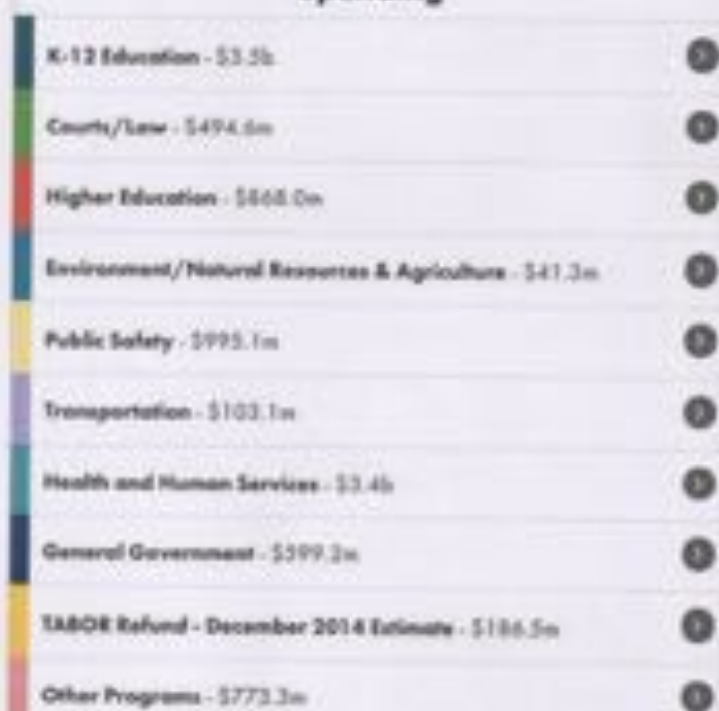 K-12 Education - $3.5b
Courts/Law - $494.6m
Higher Education - $868.0m
Environment/Natural Resources & Agriculture - $41.3m
Public Safety - $995.1m
Transportation - $103.1m
Health and Human Services - $3.4b
General Government -
TABOR Refund - December 2014 Estimate - $186.5m
Other Programs - $773.3m